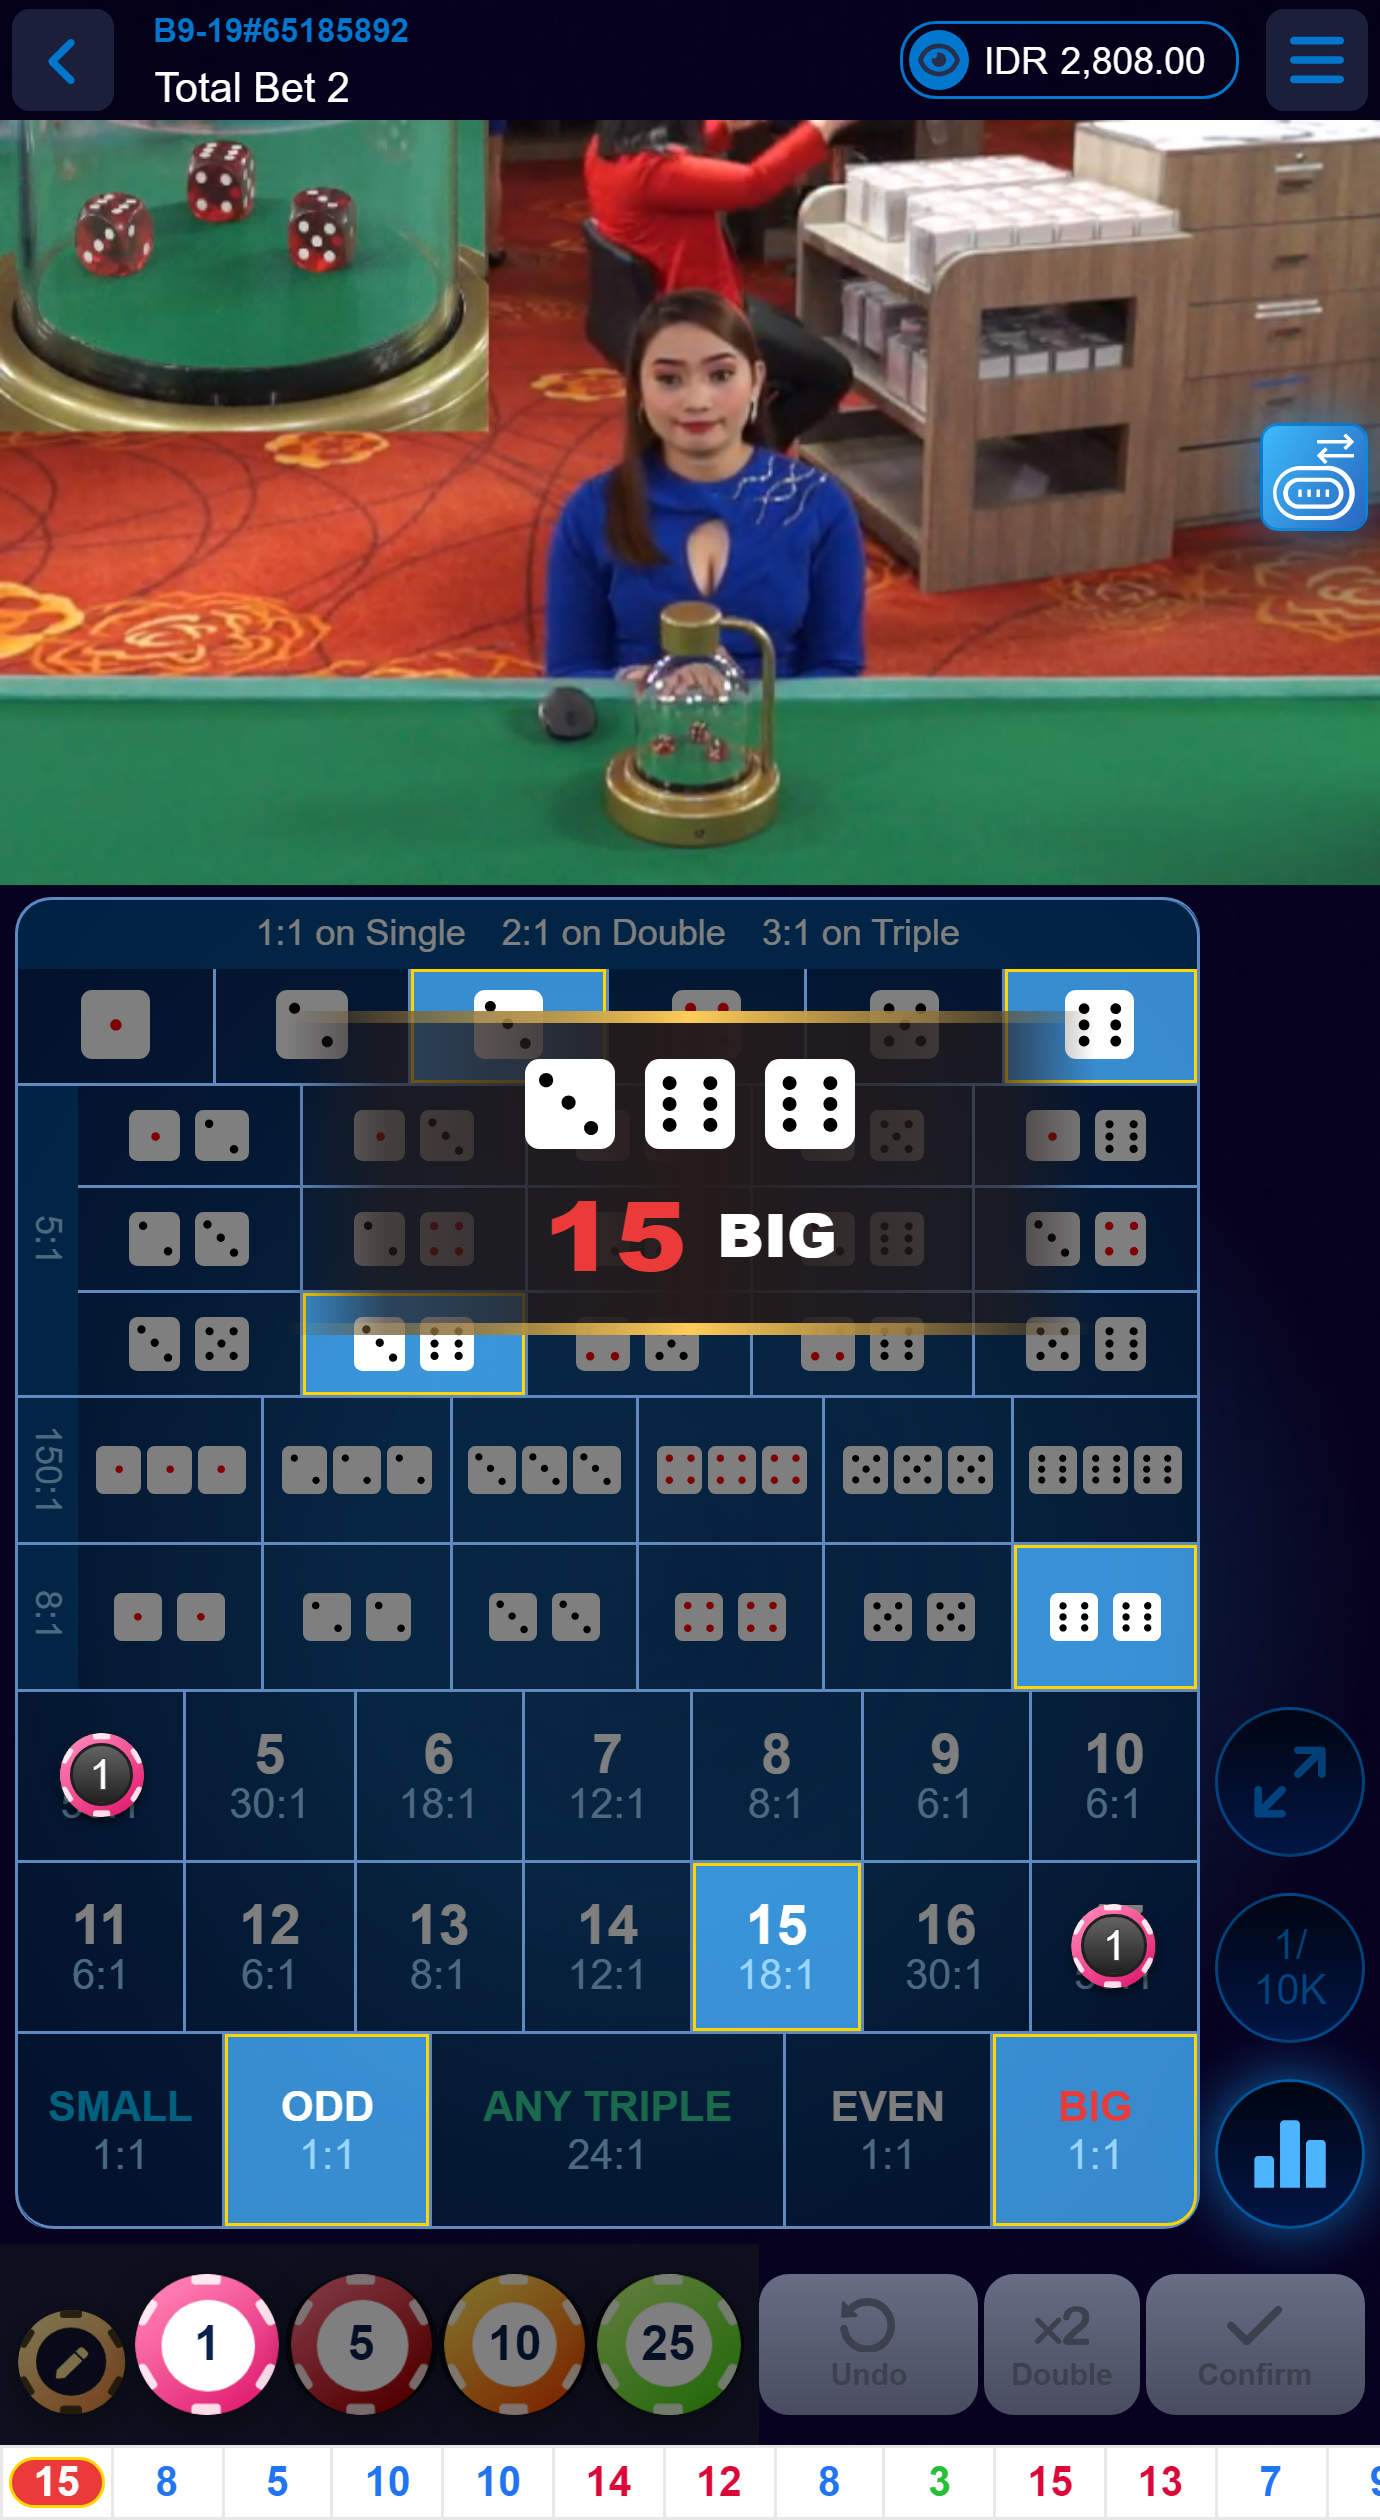 B9-19#65185892
Total Bet 2
IDR 2,808.00
1:1 on Single 2:1 on Double 3:1 on Triple
15 BIG
5:1
150:1
8:1
1
5 6 7 8 9 10
30:1 18:1 12:1 8:1 6:1 6:1
11 12 13 14 15 16
1
6:1 6:1 8:1 12:1 18:1 30:1
1/
10K
SMALL ODD ANY TRIPLE EVEN BIG
1:1 1:1 24:1 1:1 1:1
1 5 10 25
x2
Undo Double Confirm
15 8 5 10 10 14 12 8 3 15 13 7